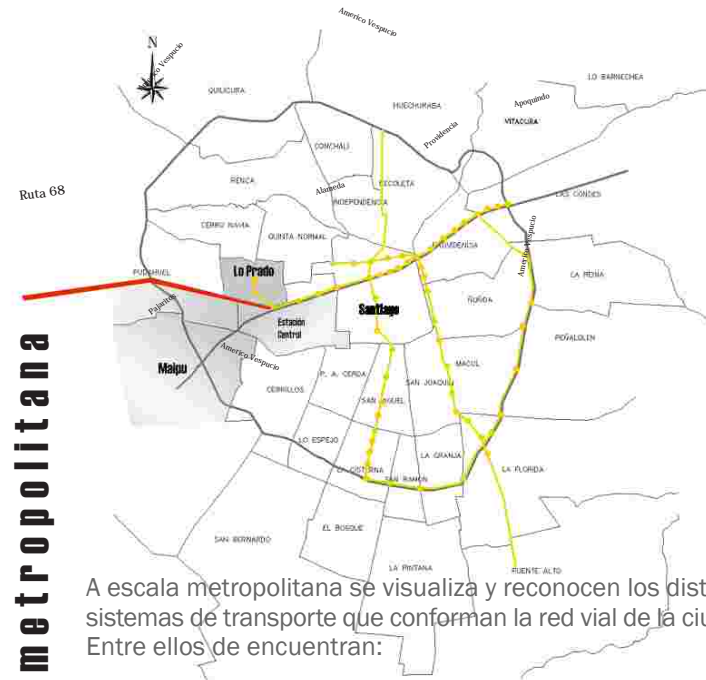 Americo Vespucio
N
LO BARNECHEA
QUILICURA
HUECHURABA
Apoquindo
VITACURA
Providencia
CONCHALI
RENCA
RECOLETA
Ruta 68
Alameda
INDEPENDENCIA
LAS CONDES
CERRO NAVIA
QUINTA NORMAL
Americo Vespucio
PUDAHUEL
Lo Prado
LA REINA
Pajaritos
Santiago
ÑUÑOA
Estación
Central
PEÑALOLEN
Americo Vespucio
Maipu
MACUL
P. A. CERDA
CERRILLOS
SAN JOAQUIN
SAN MIGUEL
LO ESPEJO
LA GRANJA
LA CISTERNA
LA FLORIDA
SAN RAMON
EL BOSQUE
SAN BERNARDO
LA PINTANA
PUENTE ALTO
metropolitana
A escala metropolitana se visualiza y reconocen los dist
sistemas de transporte que conforman la red vial de la ciu
Entre ellos de encuentran: